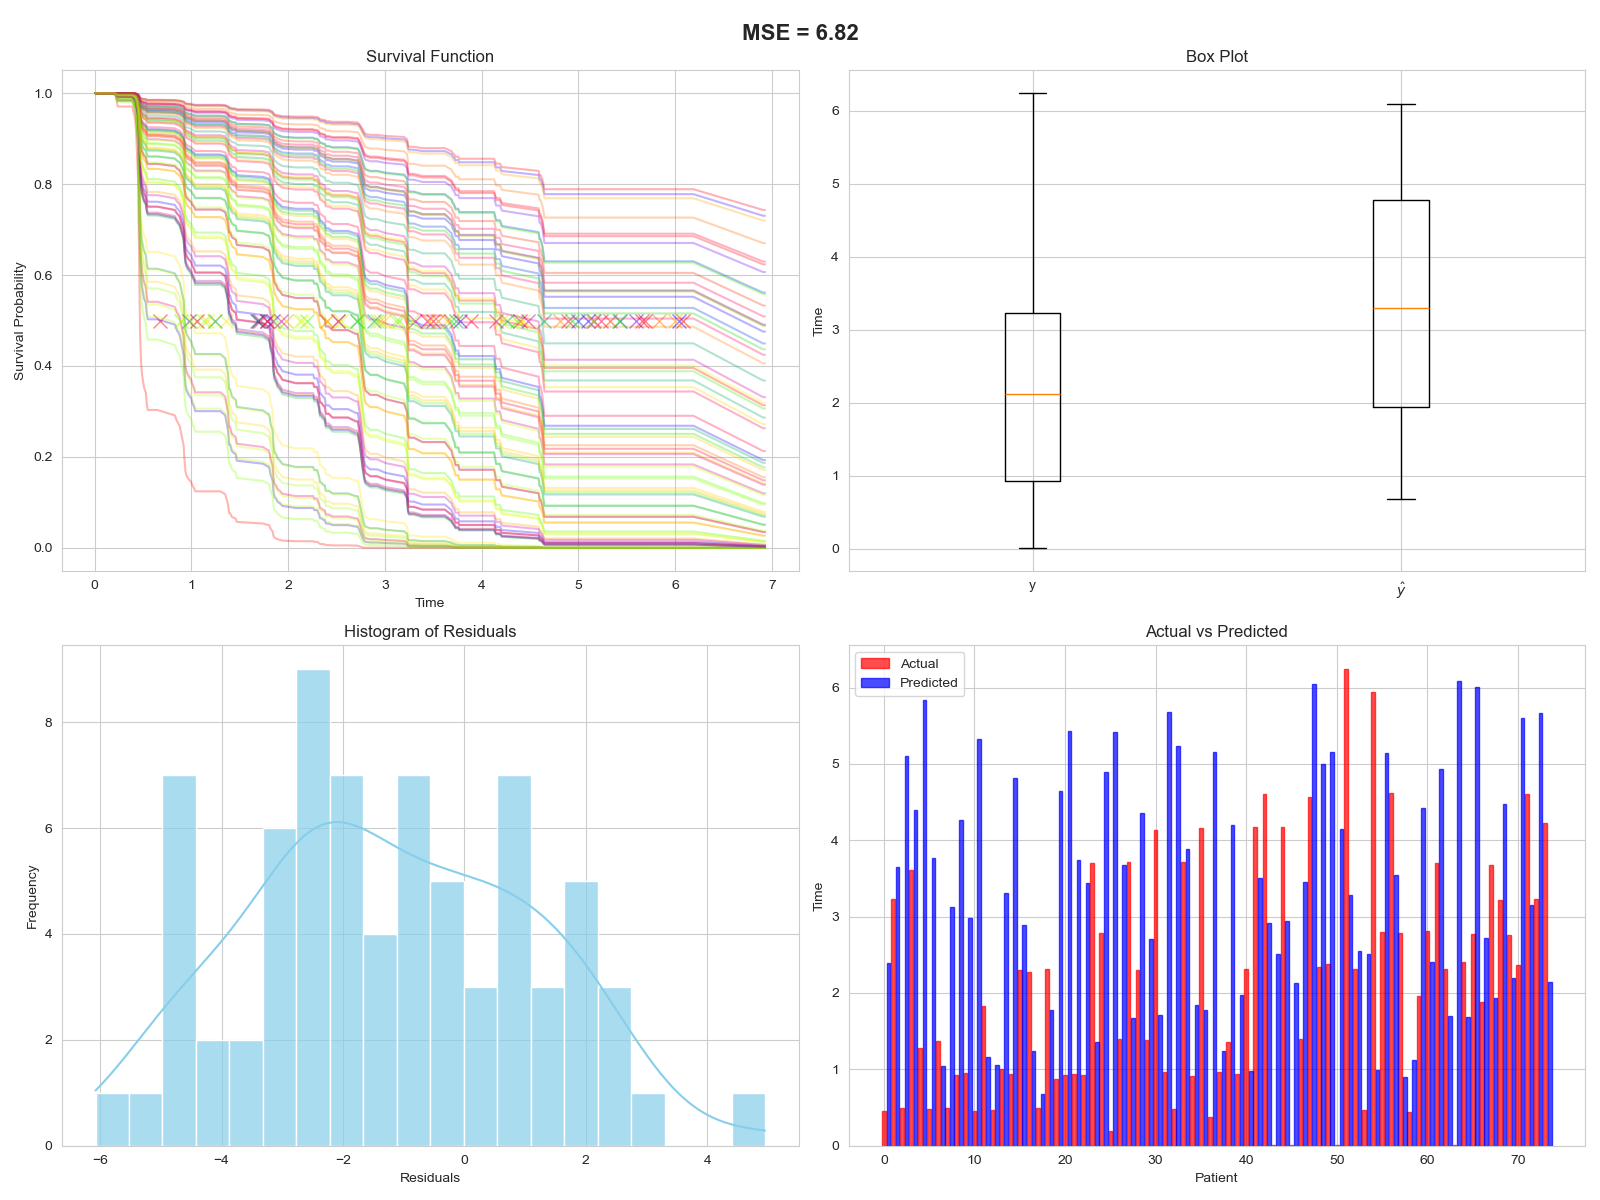 MSE = 6.82
Survival Function
Survival Probability
1.0
0.8
0.6
0.4
0.2
0.0
0 1 2 3 4 5 6 7
Time
Box Plot
Time
6
5
4
3
2
1
0
y ŷ
Histogram of Residuals
Frequency
8
6
4
2
0
−6 −4 −2 0 2 4
Residuals
Actual vs Predicted
Actual
Predicted
Time
6
5
4
3
2
1
0
0 10 20 30 40 50 60 70
Patient